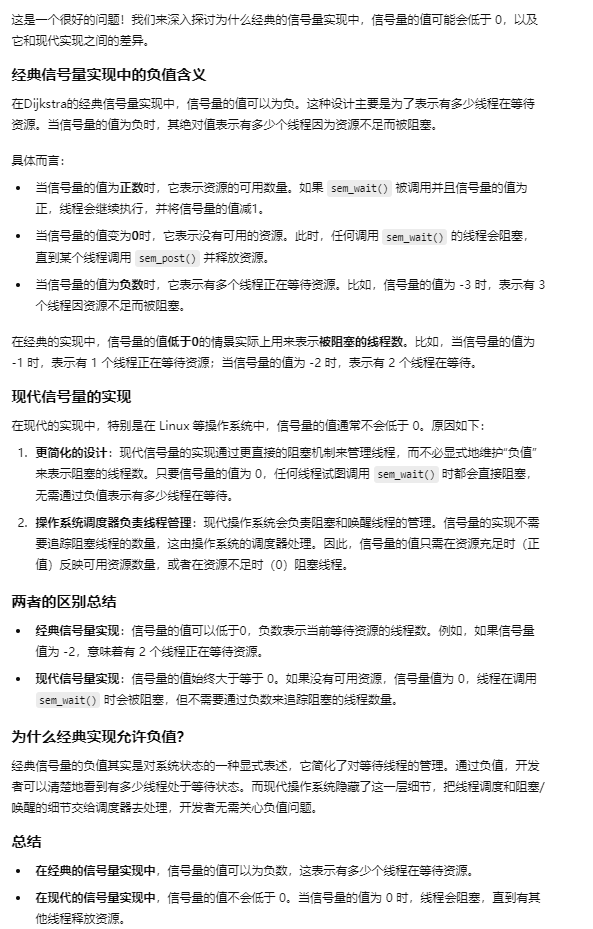 这是一个很好的问题！我们来深入探讨为什么经典的信号量实现中，信号量的值可能会低于 0，以及
它和现代实现之间的差异。
经典信号量实现中的负值含义
在Dijkstra的经典信号量实现中，信号量的值可以为负。这种设计主要是为了表示有多少线程在等待
资源。当信号量的值为负时，其绝对值表示有多少个线程因为资源不足而被阻塞。
具体而言：
• 当信号量的值为正数时，它表示资源的可用数量。如果 sem_wait() 被调用并且信号量的值为
正，线程会继续执行，并将信号量的值减1。
• 当信号量的值变为0时，它表示没有可用的资源。此时，任何调用 sem_wait() 的线程会阻塞，
直到某个线程调用 sem_post() 并释放资源。
• 当信号量的值为负数时，它表示有多个线程正在等待资源。比如，信号量的值为 -3 时，表示有 3
个线程因资源不足而被阻塞。
在经典的实现中，信号量的值低于0的情景实际上用来表示被阻塞的线程数。比如，当信号量的值为
-1 时，表示有 1 个线程正在等待资源；当信号量的值为 -2 时，表示有 2 个线程在等待。
现代信号量的实现
在现代的实现中，特别是在 Linux 等操作系统中，信号量的值通常不会低于 0。原因如下：
1. 更简化的设计：现代信号量的实现通过更直接的阻塞机制来管理线程，而不必显式地维护“负值”
来表示阻塞的线程数。只要信号量的值为 0，任何线程试图调用 sem_wait() 时都会直接阻塞，
无需通过负值表示有多少线程在等待。
2. 操作系统调度器负责线程管理：现代操作系统会负责阻塞和唤醒线程的管理。信号量的实现不需
要追踪阻塞线程的数量，这由操作系统的调度器处理。因此，信号量的值只需在资源充足时（正
值）反映可用资源数量，或者在资源不足时（0）阻塞线程。
两者的区别总结
• 经典信号量实现：信号量的值可以低于0，负数表示当前等待资源的线程数。例如，如果信号量
值为 -2，意味着有 2 个线程正在等待资源。
• 现代信号量实现：信号量的值始终大于等于 0。如果没有可用资源，信号量值为 0，线程在调用
sem_wait() 时会被阻塞，但不需要通过负数来追踪阻塞的线程数量。
为什么经典实现允许负值？
经典信号量的负值其实是对系统状态的一种显式表述，它简化了对等待线程的管理。通过负值，开发
者可以清楚地看到有多少线程处于等待状态。而现代操作系统隐藏了这一层细节，把线程调度和阻塞/
唤醒的细节交给调度器去处理，开发者无需关心负值问题。
总结
• 在经典的信号量实现中，信号量的值可以为负数，这表示有多少个线程在等待资源。
• 在现代的信号量实现中，信号量的值不会低于 0。当信号量的值为 0 时，线程会阻塞，直到有其
他线程释放资源。